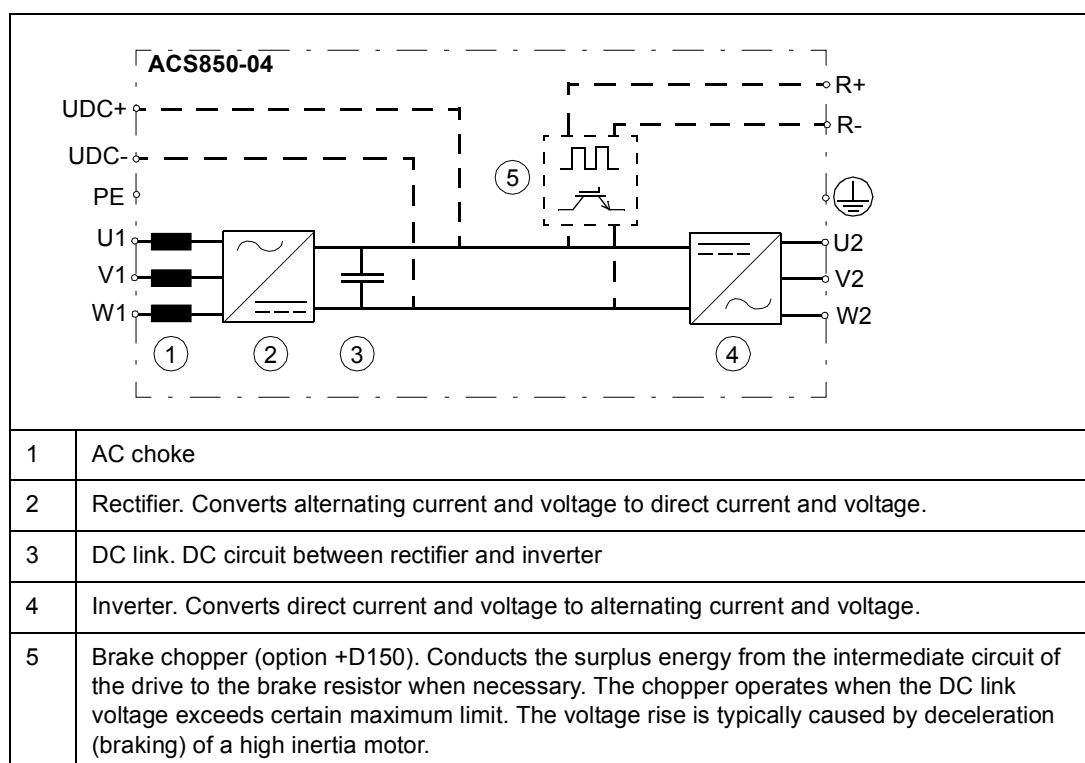 ACS850-04
R+
UDC+
R-
UDC-
5
PE
U1
U2
V1
V2
W1
W2
1
2
3
4
1 AC choke
2 Rectifier. Converts alternating current and voltage to direct current and voltage.
3 DC link. DC circuit between rectifier and inverter
4 Inverter. Converts direct current and voltage to alternating current and voltage.
5 Brake chopper (option +D150). Conducts the surplus energy from the intermediate circuit of
the drive to the brake resistor when necessary. The chopper operates when the DC link
voltage exceeds certain maximum limit. The voltage rise is typically caused by deceleration
(braking) of a high inertia motor.